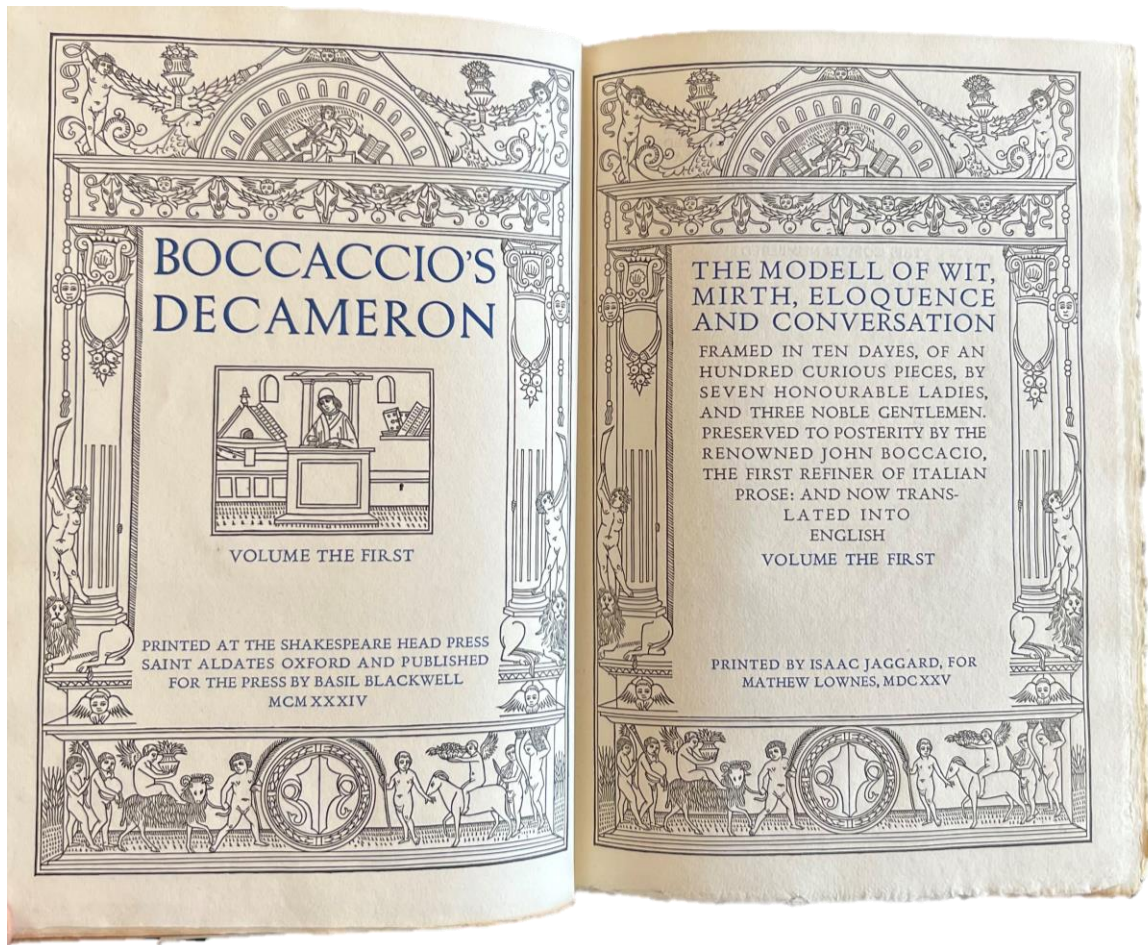 BOCCACCIO'S
DECAMERON
VOLUME THE FIRST
PRINTED AT THE SHAKESPEARE HEAD PRESS
SAINT ALDATES OXFORD AND PUBLISHED
FOR THE PRESS BY BASIL BLACKWELL
MCMXXXIV
THE MODELL OF WIT,
MIRTH, ELOQUENCE
AND CONVERSATION
FRAMED IN TEN DAYES, OF AN
HUNDRED CURIOUS PIECES, BY
SEVEN HONOURABLE LADIES,
AND THREE NOBLE GENTLEMEN.
PRESERVED TO POSTERITY BY THE
RENOWNED JOHN BOCCACIO,
THE FIRST REFINER OF ITALIAN
PROSE: AND NOW TRANS-
LATED INTO
ENGLISH
VOLUME THE FIRST
PRINTED BY ISAAC JAGGARD, FOR
MATHEW LOWNES, MDCXXV